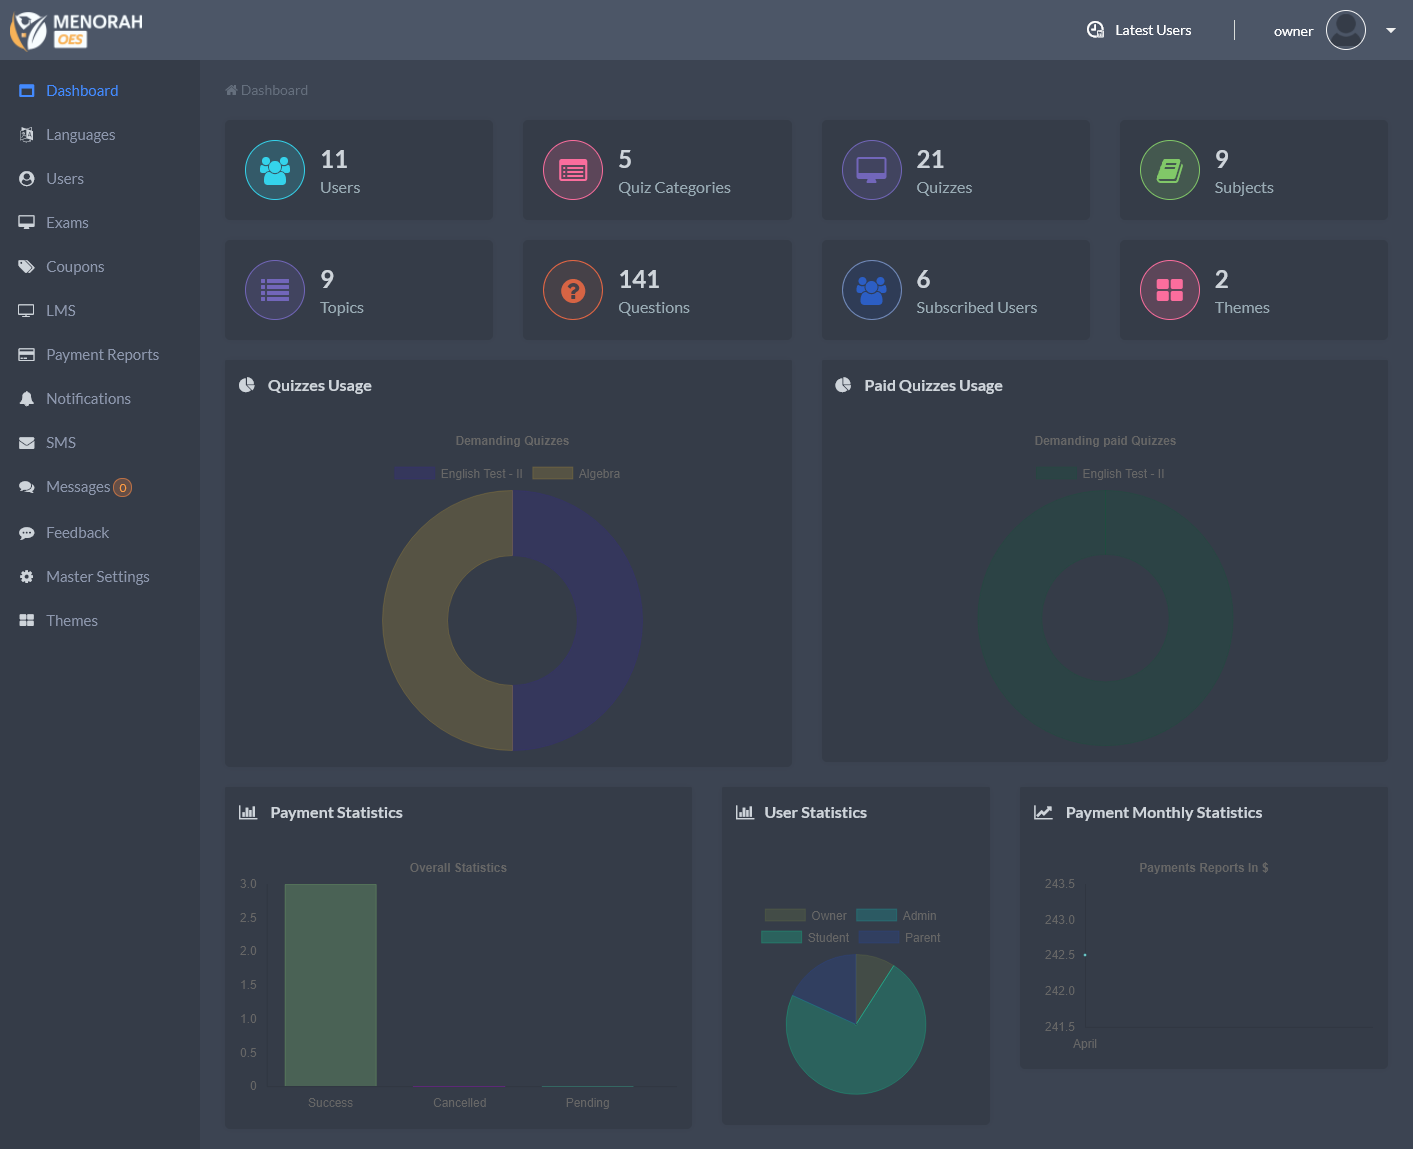 MENORAH
OES
Latest Users
owner
Dashboard
Languages
Users
Exams
Coupons
LMS
Payment Reports
Notifications
SMS
Messages 0
Feedback
Master Settings
Themes
Dashboard
11
Users
5
Quiz Categories
21
Quizzes
9
Subjects
9
Topics
141
Questions
6
Subscribed Users
2
Themes
Quizzes Usage
Demanding Quizzes
English Test - II Algebra
Paid Quizzes Usage
Demanding paid Quizzes
English Test - II
Payment Statistics
Overall Statistics
3.0
2.5
2.0
1.5
1.0
0.5
0
Success Cancelled Pending
User Statistics
Owner Admin
Student Parent
Payment Monthly Statistics
Payments Reports In $
243.5
243.0
242.5
242.0
241.5
April